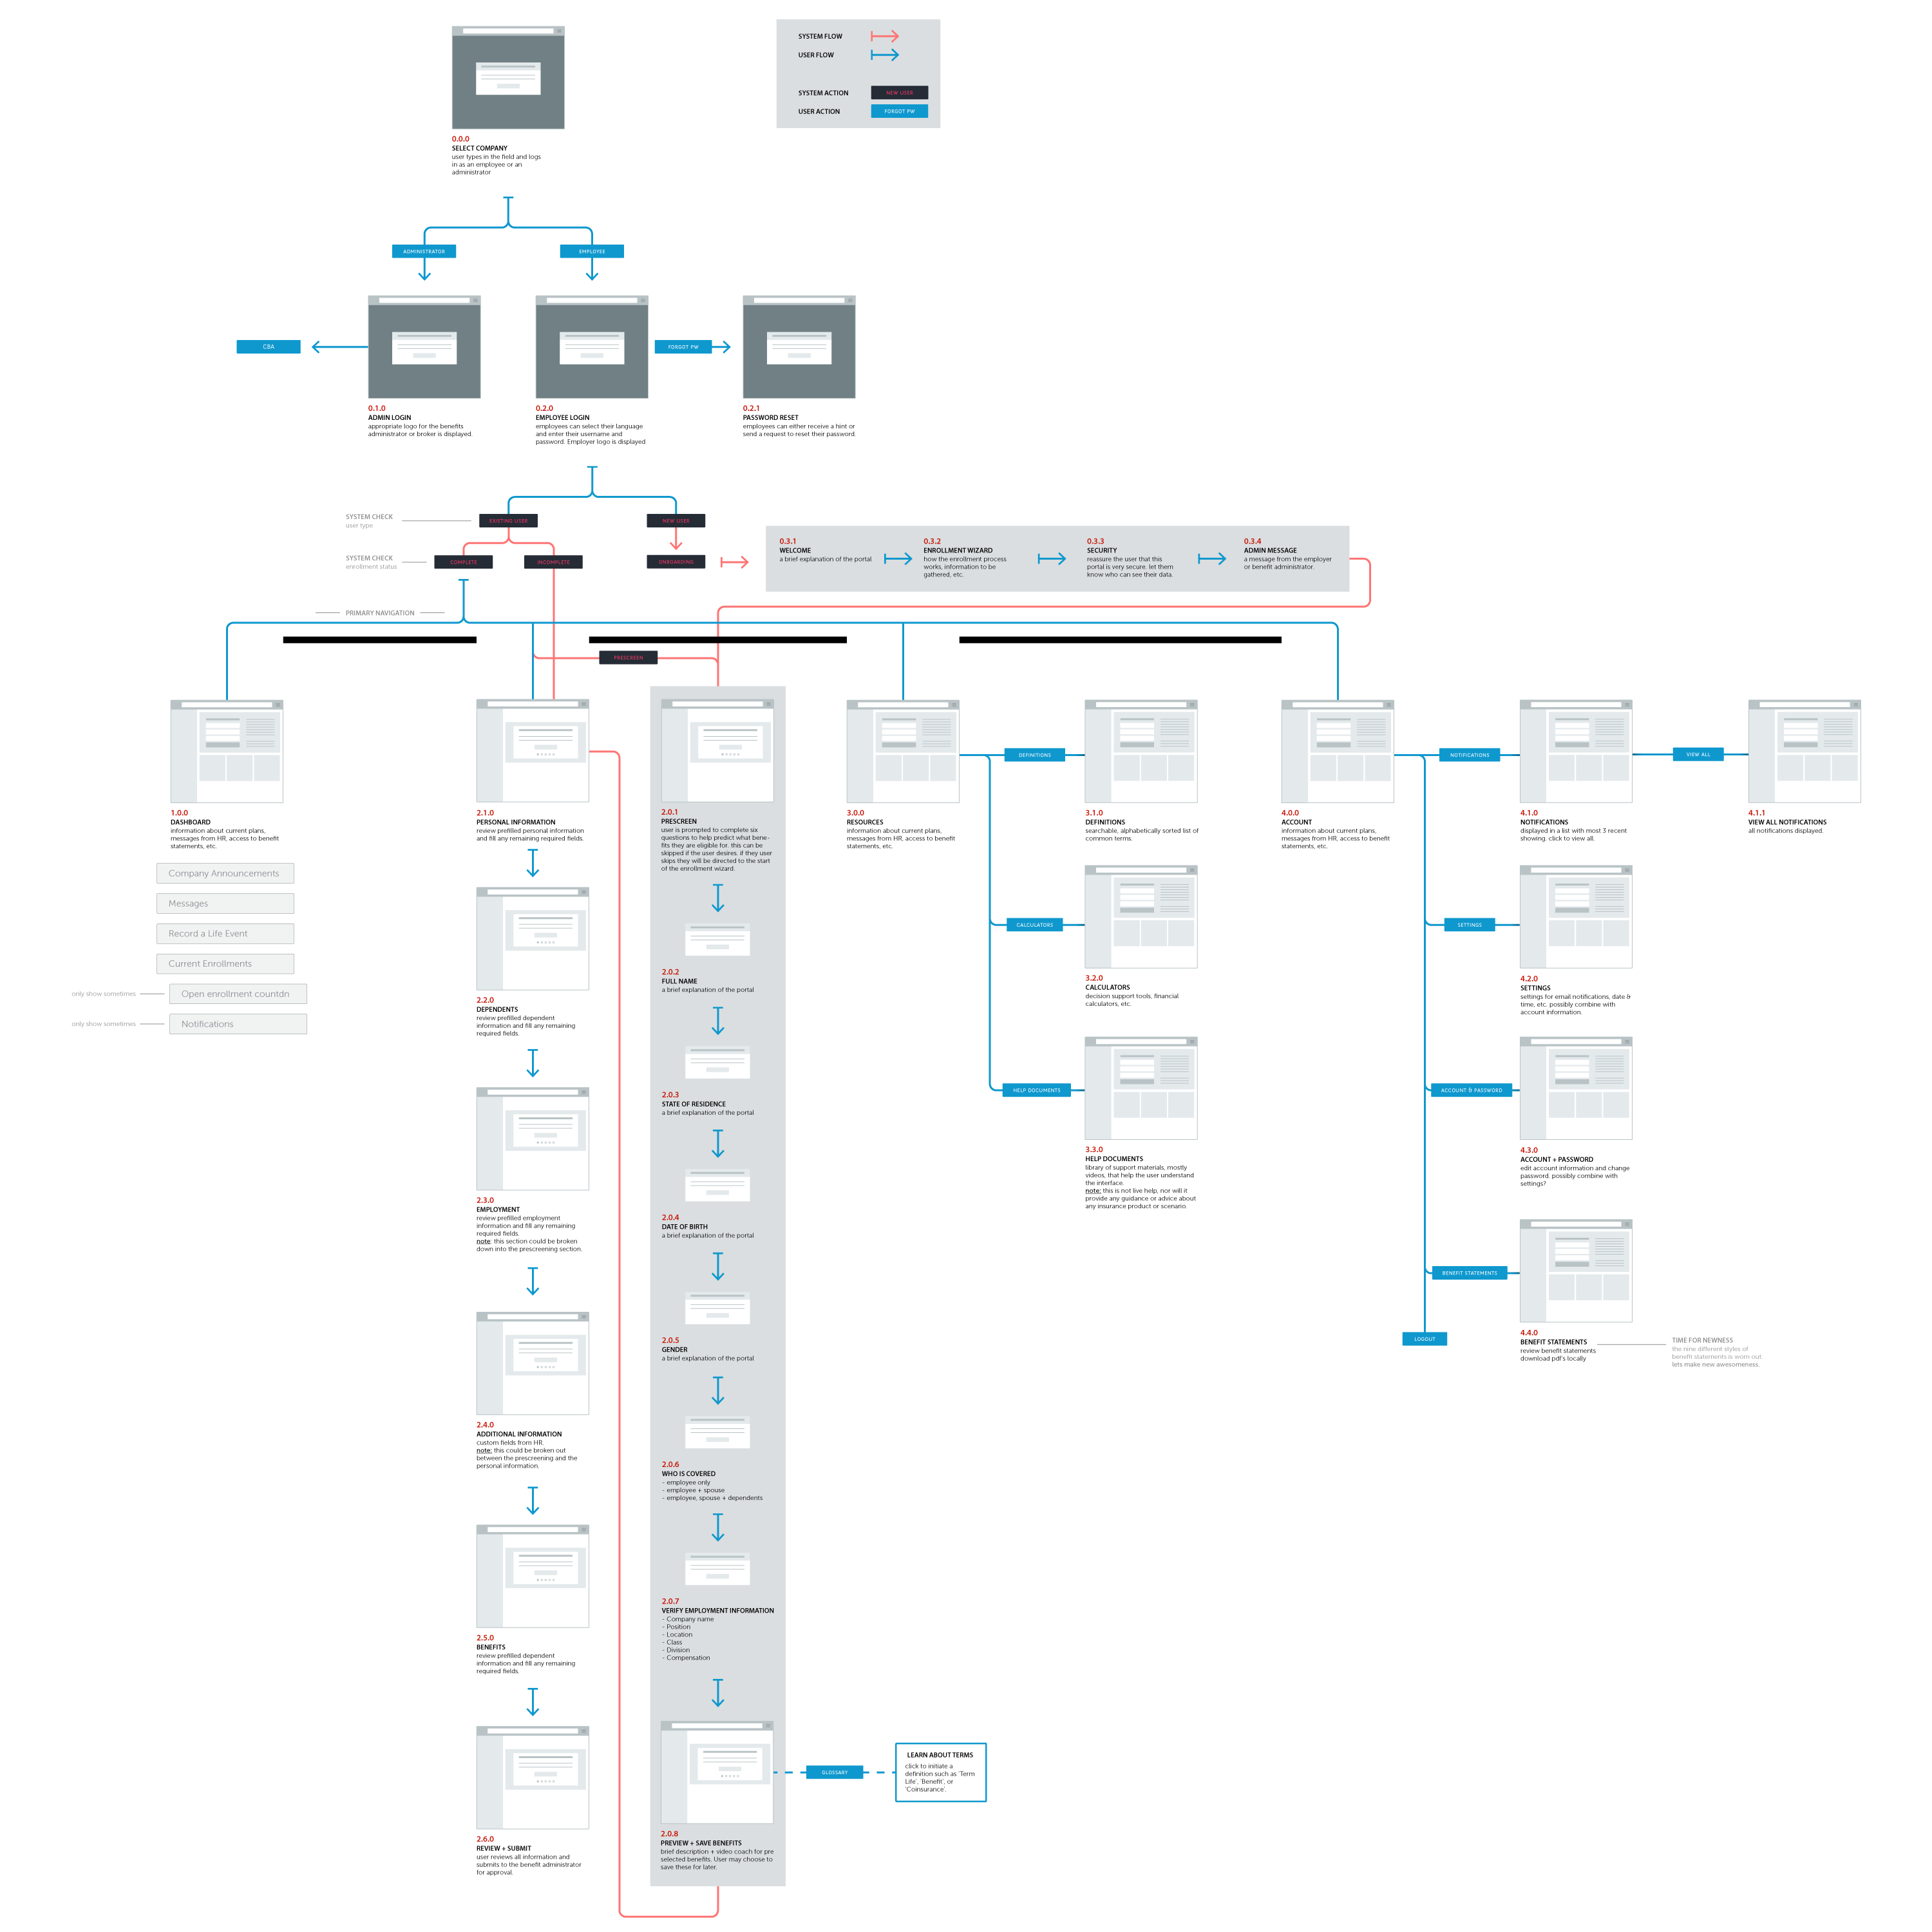 SYSTEM FLOW
USER FLOW
SYSTEM ACTION
NEW USER
USER ACTION
FORGOT PW
0.0.0
SELECT COMPANY
user types in the field and logs
in as an employee or an
administrator
ADMINISTRATOR
EMPLOYEE
CBA
FORGOT PW
0.1.0
ADMIN LOGIN
appropriate logo for the benefits
administrator or broker is displayed.
0.2.0
EMPLOYEE LOGIN
employees can select their language
and enter their username and
password. Employer logo is displayed
0.2.1
PASSWORD RESET
employees can either receive a hint or
send a request to reset their password.
SYSTEM CHECK
user type
EXISTING USER
NEW USER
SYSTEM CHECK
enrollment status
COMPLETE
INCOMPLETE
ONBOARDING
0.3.1
WELCOME
a brief explanation of the portal
0.3.2
ENROLLMENT WIZARD
how the enrollment process
works, information to be
gathered, etc.
0.3.3
SECURITY
reassure the user that this
portal is very secure. let them
know who can see their data.
0.3.4
ADMIN MESSAGE
a message from the employer
or benefit administrator.
PRIMARY NAVIGATION
PRESCREEN
1.0.0
DASHBOARD
information about current plans,
messages from HR, access to benefit
statements, etc.
Company Announcements
Messages
Record a Life Event
Current Enrollments
only show sometimes
Open enrollment countdn
only show sometimes
Notifications
2.1.0
PERSONAL INFORMATION
review prefilled personal information
and fill any remaining required fields.
2.2.0
DEPENDENTS
review prefilled dependent
information and fill any remaining
required fields.
2.3.0
EMPLOYMENT
review prefilled employment
information and fill any remaining
required fields.
note: this section could be broken
down into the prescreening section.
2.4.0
ADDITIONAL INFORMATION
custom fields from HR.
note: this could be broken out
between the prescreening and the
personal information.
2.5.0
BENEFITS
review prefilled dependent
information and fill any remaining
required fields.
2.6.0
REVIEW + SUBMIT
user reviews all information and
submits to the benefit administrator
for approval.
2.0.1
PRESCREEN
user is prompted to complete six
questions to help predict what bene-
fits they are eligible for. this can be
skipped if the user desires. if they user
skips they will be directed to the start
of the enrollment wizard.
2.0.2
FULL NAME
a brief explanation of the portal
2.0.3
STATE OF RESIDENCE
a brief explanation of the portal
2.0.4
DATE OF BIRTH
a brief explanation of the portal
2.0.5
GENDER
a brief explanation of the portal
2.0.6
WHO IS COVERED
- employee only
- employee + spouse
- employee, spouse + dependents
2.0.7
VERIFY EMPLOYMENT INFORMATION
- Company name
- Position
- Location
- Class
- Division
- Compensation
2.0.8
PREVIEW + SAVE BENEFITS
brief description + video coach for pre
selected benefits. User may choose to
save these for later.
GLOSSARY
LEARN ABOUT TERMS
click to initiate a
definition such as 'Term
Life', 'Benefit', or
'Coinsurance'.
3.0.0
RESOURCES
information about current plans,
messages from HR, access to benefit
statements, etc.
DEFINITIONS
CALCULATORS
HELP DOCUMENTS
3.1.0
DEFINITIONS
searchable, alphabetically sorted list of
common terms.
3.2.0
CALCULATORS
decision support tools, financial
calculators, etc.
3.3.0
HELP DOCUMENTS
library of support materials, mostly
videos, that help the user understand
the interface.
note: this is not live help, nor will it
provide any guidance or advice about
any insurance product or scenario.
4.0.0
ACCOUNT
information about current plans,
messages from HR, access to benefit
statements, etc.
NOTIFICATIONS
SETTINGS
ACCOUNT & PASSWORD
BENEFIT STATEMENTS
LOGOUT
4.1.0
NOTIFICATIONS
displayed in a list with most 3 recent
showing. click to view all.
VIEW ALL
4.1.1
VIEW ALL NOTIFICATIONS
all notifications displayed.
4.2.0
SETTINGS
settings for email notifications, date &
time, etc. possibly combine with
account information.
4.3.0
ACCOUNT + PASSWORD
edit account information and change
password. possibly combine with
settings?
4.4.0
BENEFIT STATEMENTS
review benefit statements
download pdf's locally
TIME FOR NEWNESS
the nine different styles of
benefit statements is worn out.
lets make new awesomeness.